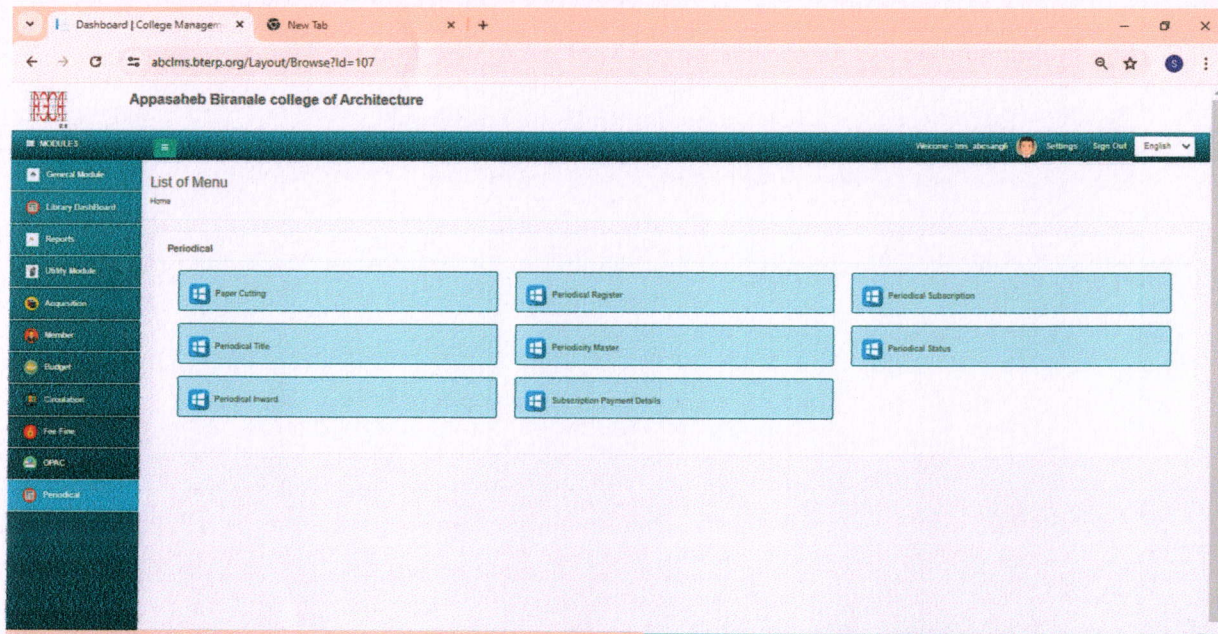 Dashboard | College Managem
New Tab
abclms.bterp.org/Layout/Browse?Id=107
S
Appasaheb Biranale college of Architecture
MODULES
Welcome - lms_abcsangli
Settings
Sign Out
English
General Module
Library DashBoard
Reports
Utility Module
Acquisition
Member
Budget
Circulation
Fee Fine
OPAC
Periodical
List of Menu
Home
Periodical
Paper Cutting
Periodical Register
Periodical Subscription
Periodical Title
Periodicity Master
Periodical Status
Periodical Inward
Subscription Payment Details